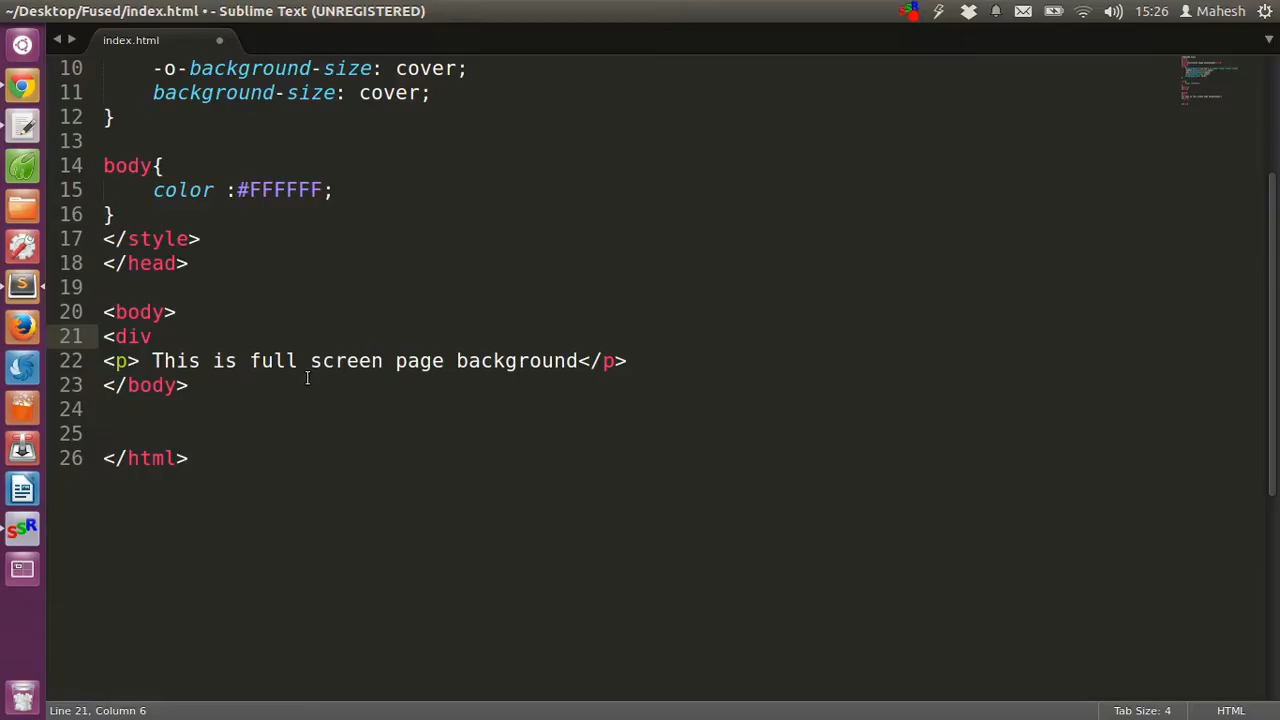 ~/Desktop/Fused/index.html • - Sublime Text (UNREGISTERED)
15:26 Mahesh
index.html
10 -o-background-size: cover;
11 background-size: cover;
12 }
13
14 body{
15 color :#FFFFFF;
16 }
17 </style>
18 </head>
19
20 <body>
21 <div
22 <p> This is full screen page background</p>
23 </body>
24
25
26 </html>
Line 21, Column 6
Tab Size: 4
HTML